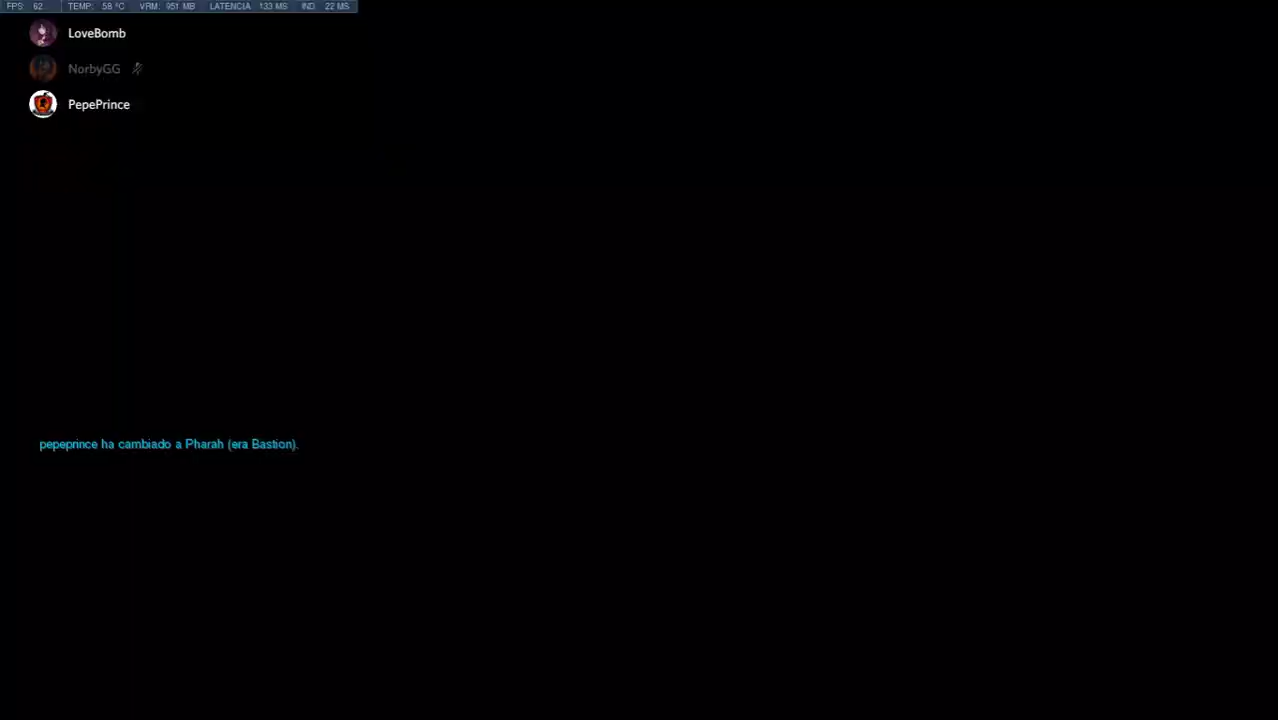 FPS: 62 TEMP: 58 °C VRM: 951 MB LATENCIA 133 MS IND 22 MS
LoveBomb
NorbyGG
PepePrince
pepeprince ha cambiado a Pharah (era Bastion).